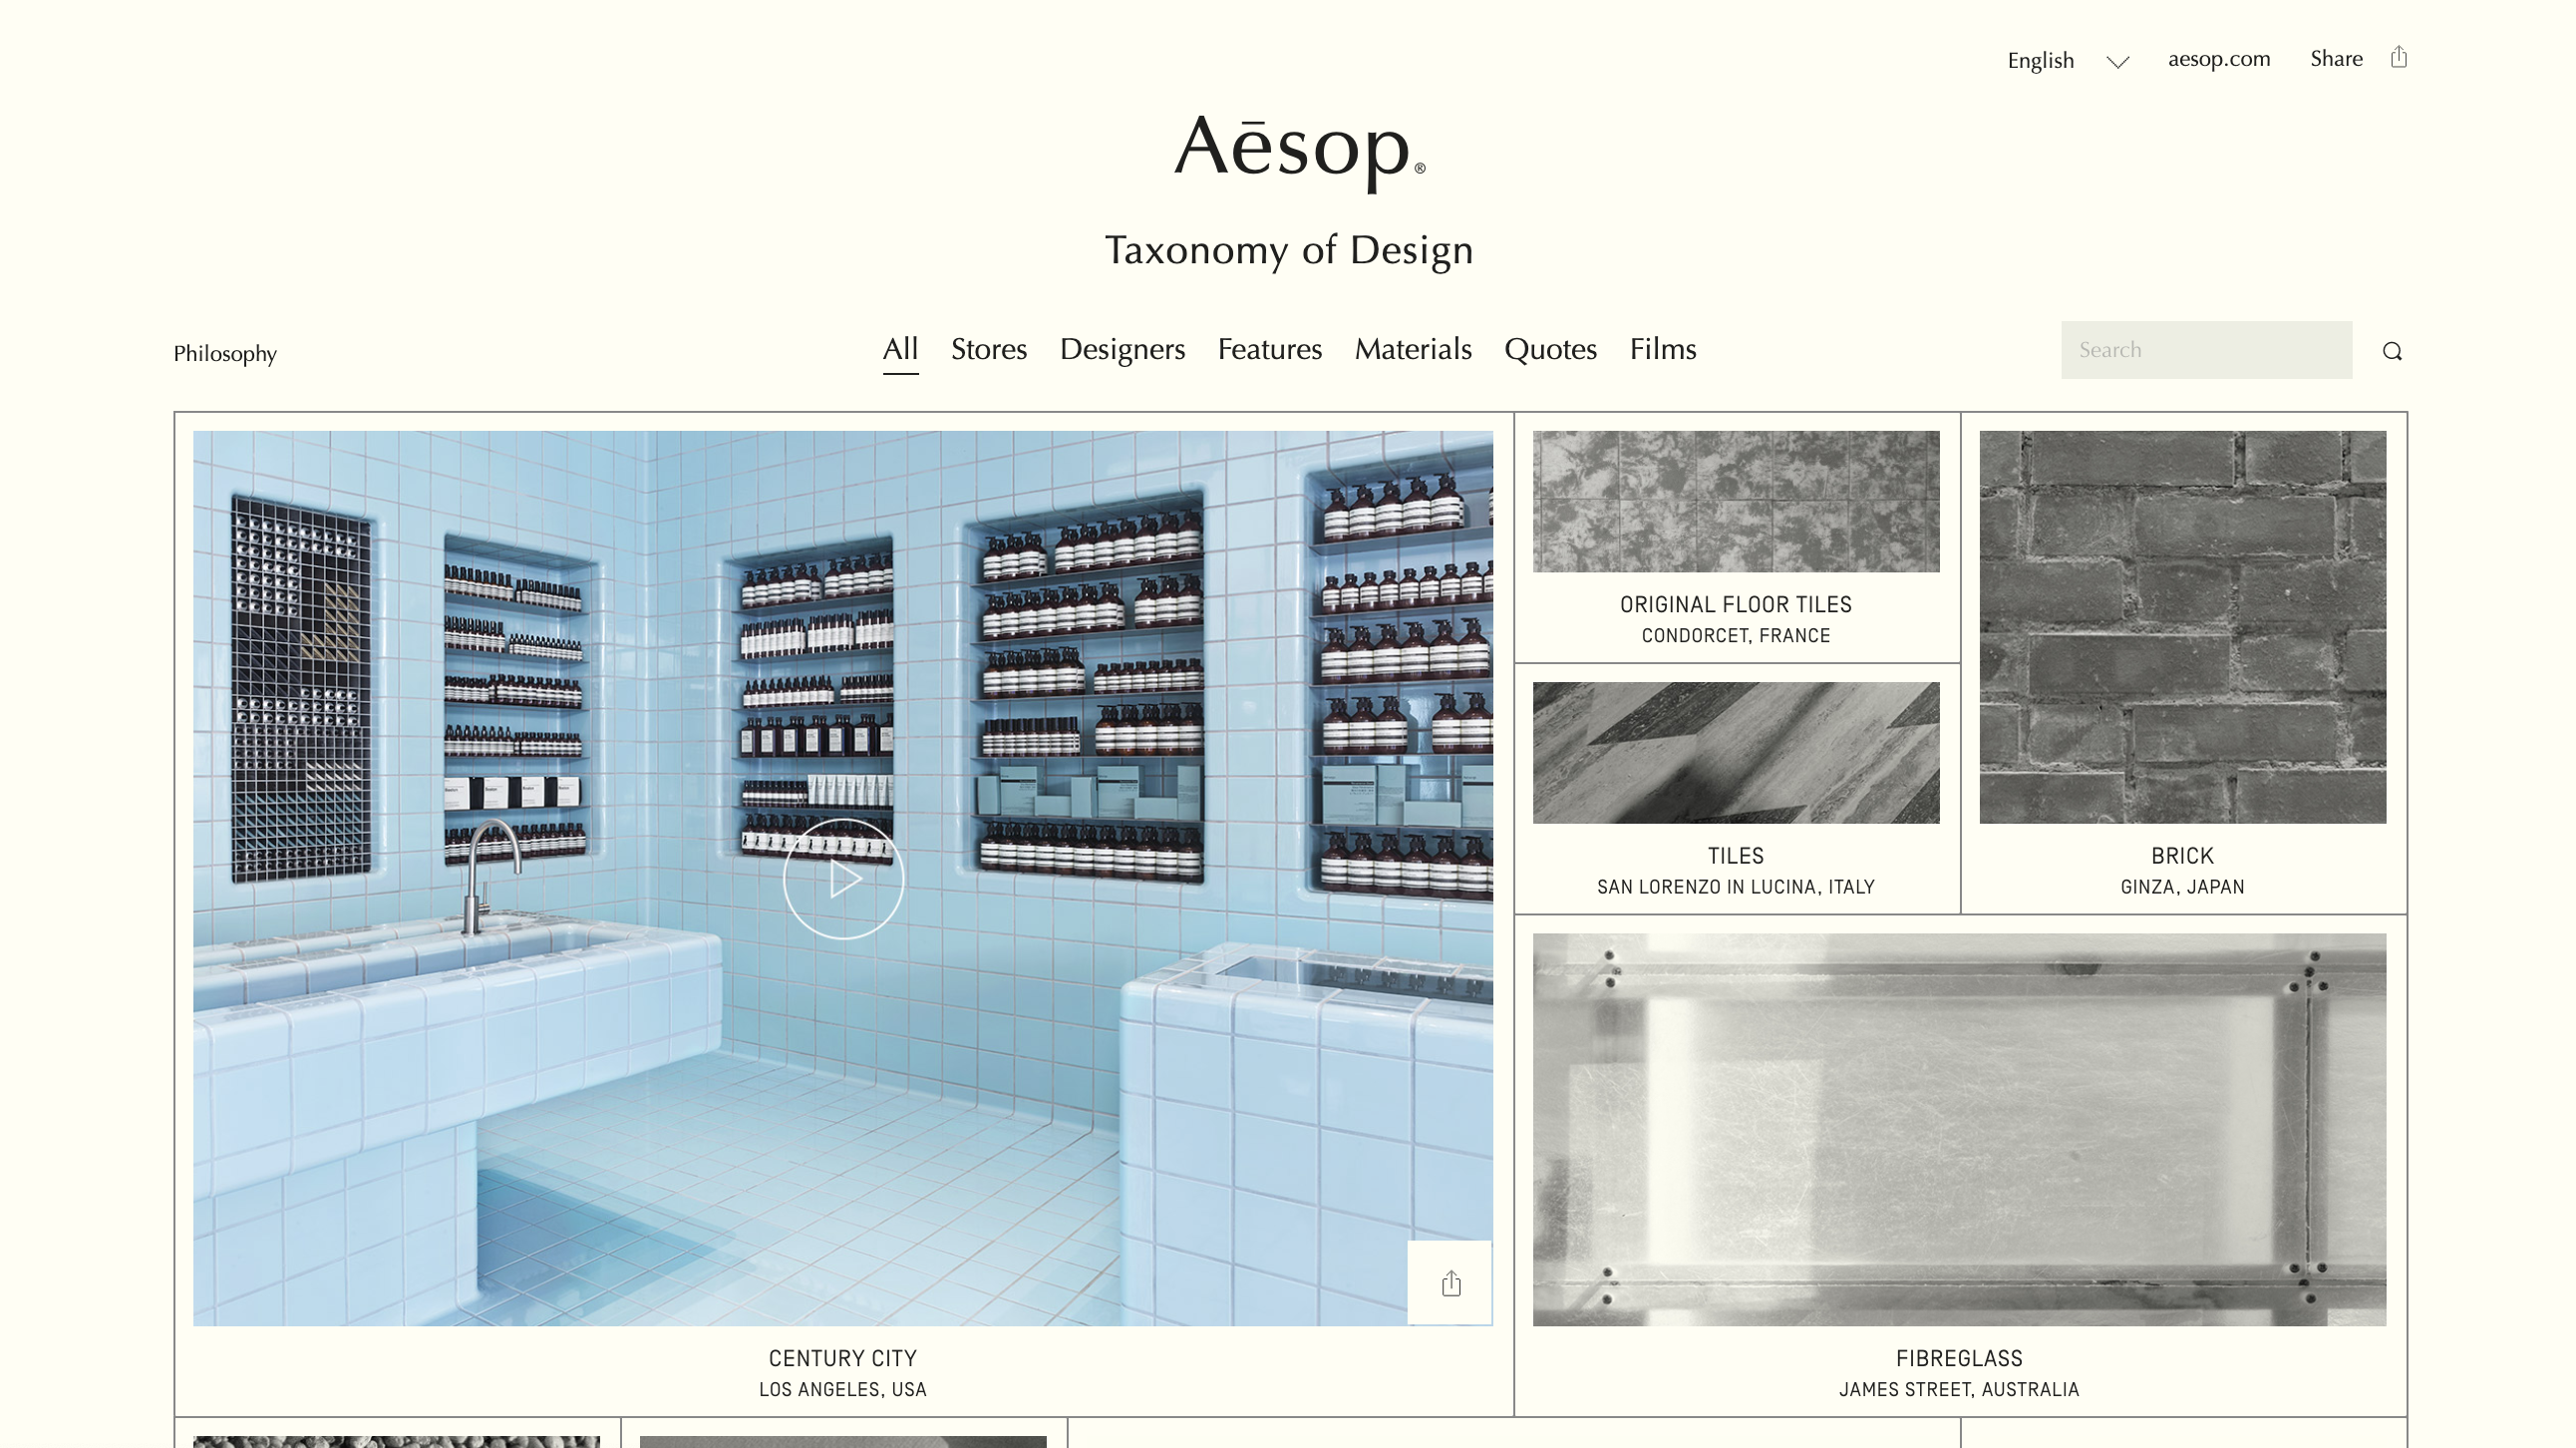 English
aesop.com
Share
Aēsop®
Taxonomy of Design
Philosophy
All
Stores
Designers
Features
Materials
Quotes
Films
Search
ORIGINAL FLOOR TILES
CONDORCET, FRANCE
TILES
SAN LORENZO IN LUCINA, ITALY
BRICK
GINZA, JAPAN
CENTURY CITY
LOS ANGELES, USA
FIBREGLASS
JAMES STREET, AUSTRALIA